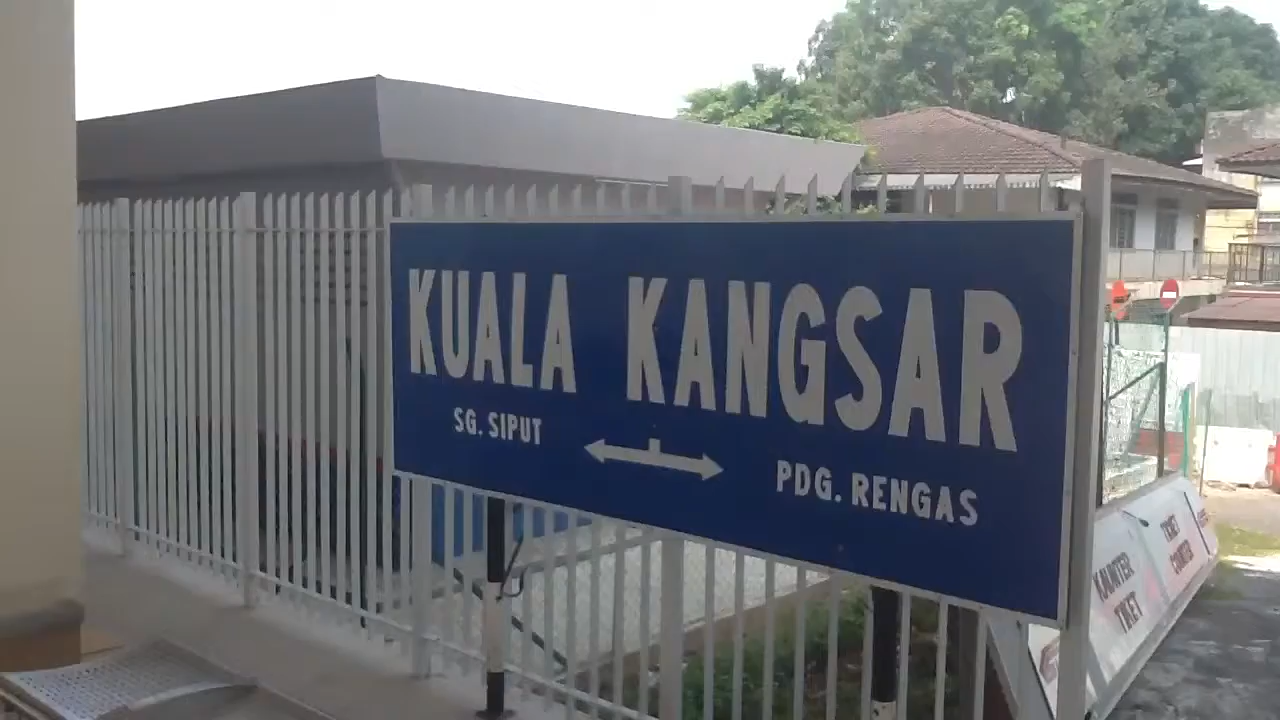 KUALA KANGSAR
SG. SIPUT
PDG. RENGAS
KAUNTER
TIKET
TICKET
COUNTER